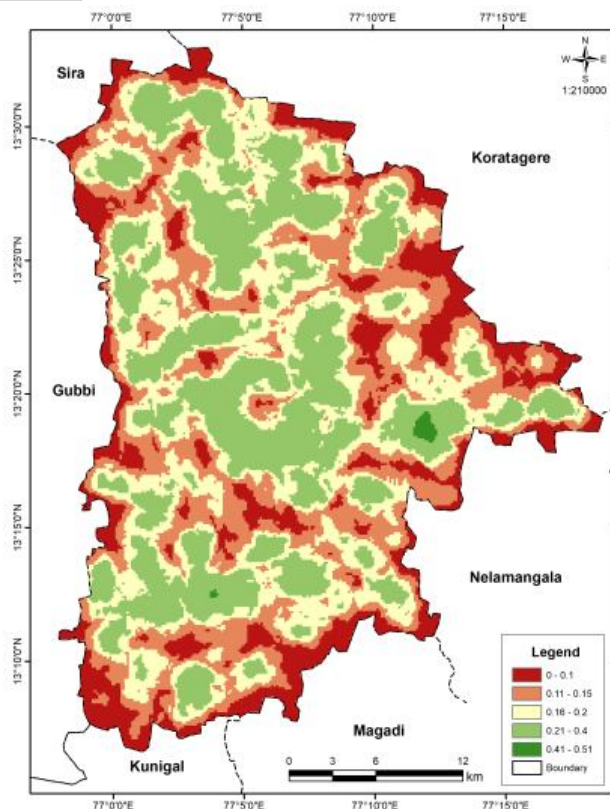 77°0'0"E 77°5'0"E 77°10'0"E 77°15'0"E
N
W E
S
1:210000
Sira
Koratagere
Gubbi
Nelamangala
Magadi
Kunigal
13°30'0"N
13°25'0"N
13°20'0"N
13°15'0"N
13°10'0"N
Legend
0 - 0.1
0.11 - 0.15
0.16 - 0.2
0.21 - 0.4
0.41 - 0.51
Boundary
0 3 6 12
km
77°0'0"E 77°5'0"E 77°10'0"E 77°15'0"E